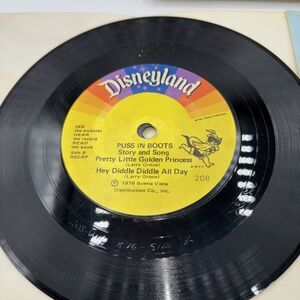 Disneyland
SEE
the pictures
HEAR
the record
READ
the book
Side B
ASCAP
PUSS IN BOOTS
Story and Song
Pretty Little Golden Princess
(Larry Groce)
Hey Diddle Diddle All Day
(Larry Groce)
208
© 1976 Buena Vista
Distribution Co., Inc.